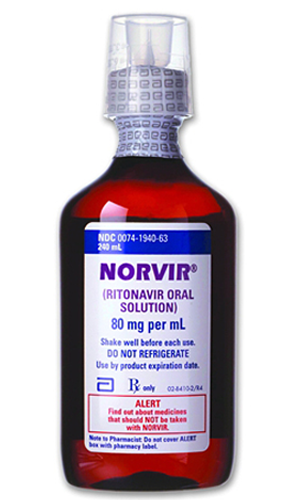 NDC 0074-1940-63
240 mL
NORVIR®
(RITONAVIR ORAL
SOLUTION)
80 mg per mL
Shake well before each use.
DO NOT REFRIGERATE
Use by product expiration date.
Rx only
02-8410-2/R4
ALERT
Find out about medicines
that should NOT be taken
with NORVIR.
Note to Pharmacist: Do not cover ALERT
box with pharmacy label.